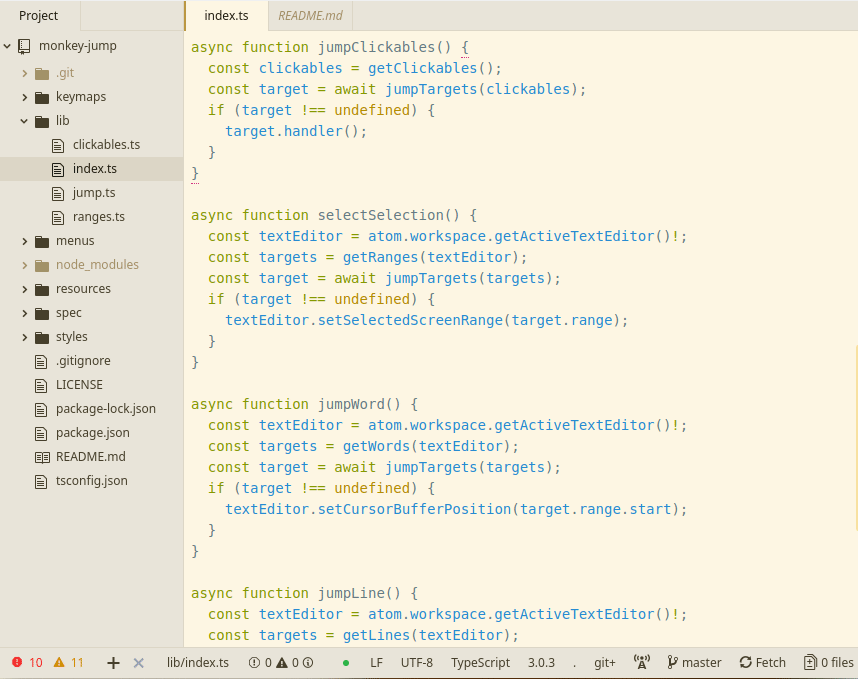 Project
index.ts
README.md
monkey-jump
.git
keymaps
lib
clickables.ts
index.ts
jump.ts
ranges.ts
menus
node_modules
resources
spec
styles
.gitignore
LICENSE
package-lock.json
package.json
README.md
tsconfig.json
async function jumpClickables() {
  const clickables = getClickables();
  const target = await jumpTargets(clickables);
  if (target !== undefined) {
    target.handler();
  }
}
async function selectSelection() {
  const textEditor = atom.workspace.getActiveTextEditor()!;
  const targets = getRanges(textEditor);
  const target = await jumpTargets(targets);
  if (target !== undefined) {
    textEditor.setSelectedScreenRange(target.range);
  }
}
async function jumpWord() {
  const textEditor = atom.workspace.getActiveTextEditor()!;
  const targets = getWords(textEditor);
  const target = await jumpTargets(targets);
  if (target !== undefined) {
    textEditor.setCursorBufferPosition(target.range.start);
  }
}
async function jumpLine() {
  const textEditor = atom.workspace.getActiveTextEditor()!;
  const targets = getLines(textEditor);
10 11 lib/index.ts 0 0 LF UTF-8 TypeScript 3.0.3 . git+ master Fetch 0 files